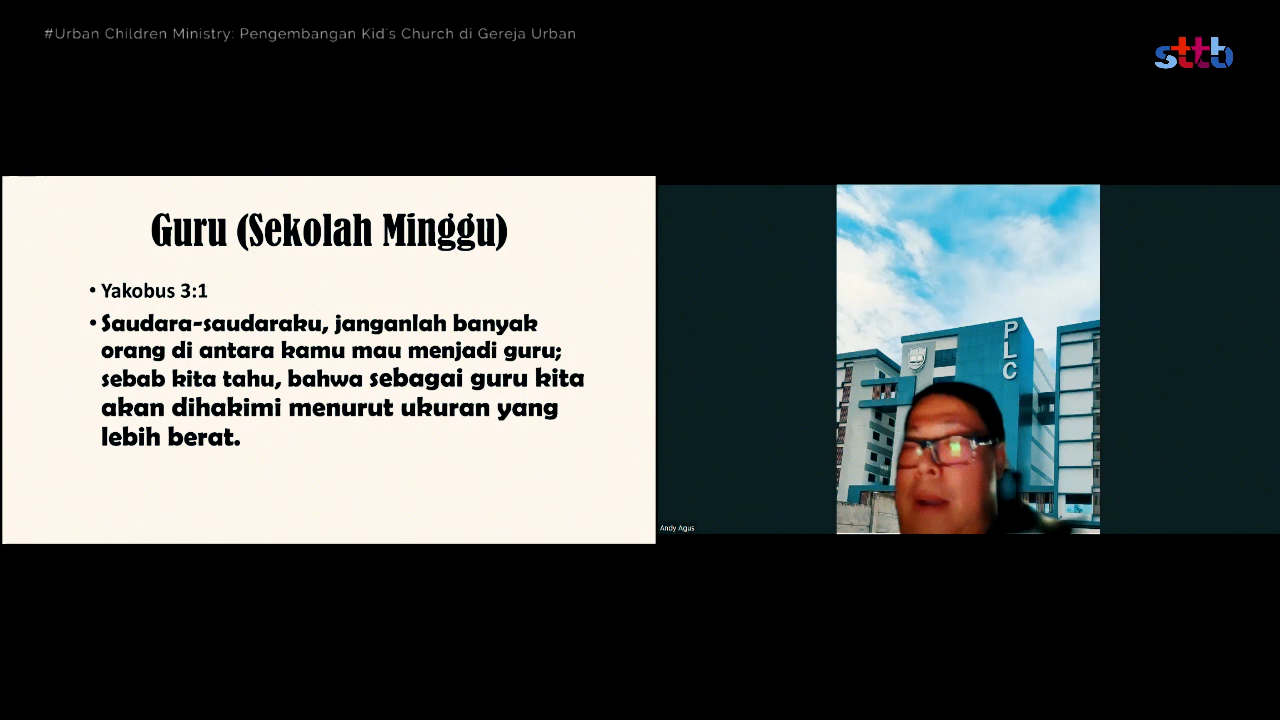 #Urban Children Ministry: Pengembangan Kid's Church di Gereja Urban
sttb
Guru (Sekolah Minggu)
• Yakobus 3:1
• Saudara-saudaraku, janganlah banyak
orang di antara kamu mau menjadi guru;
sebab kita tahu, bahwa sebagai guru kita
akan dihakimi menurut ukuran yang
lebih berat.
PLC
Andy Agus